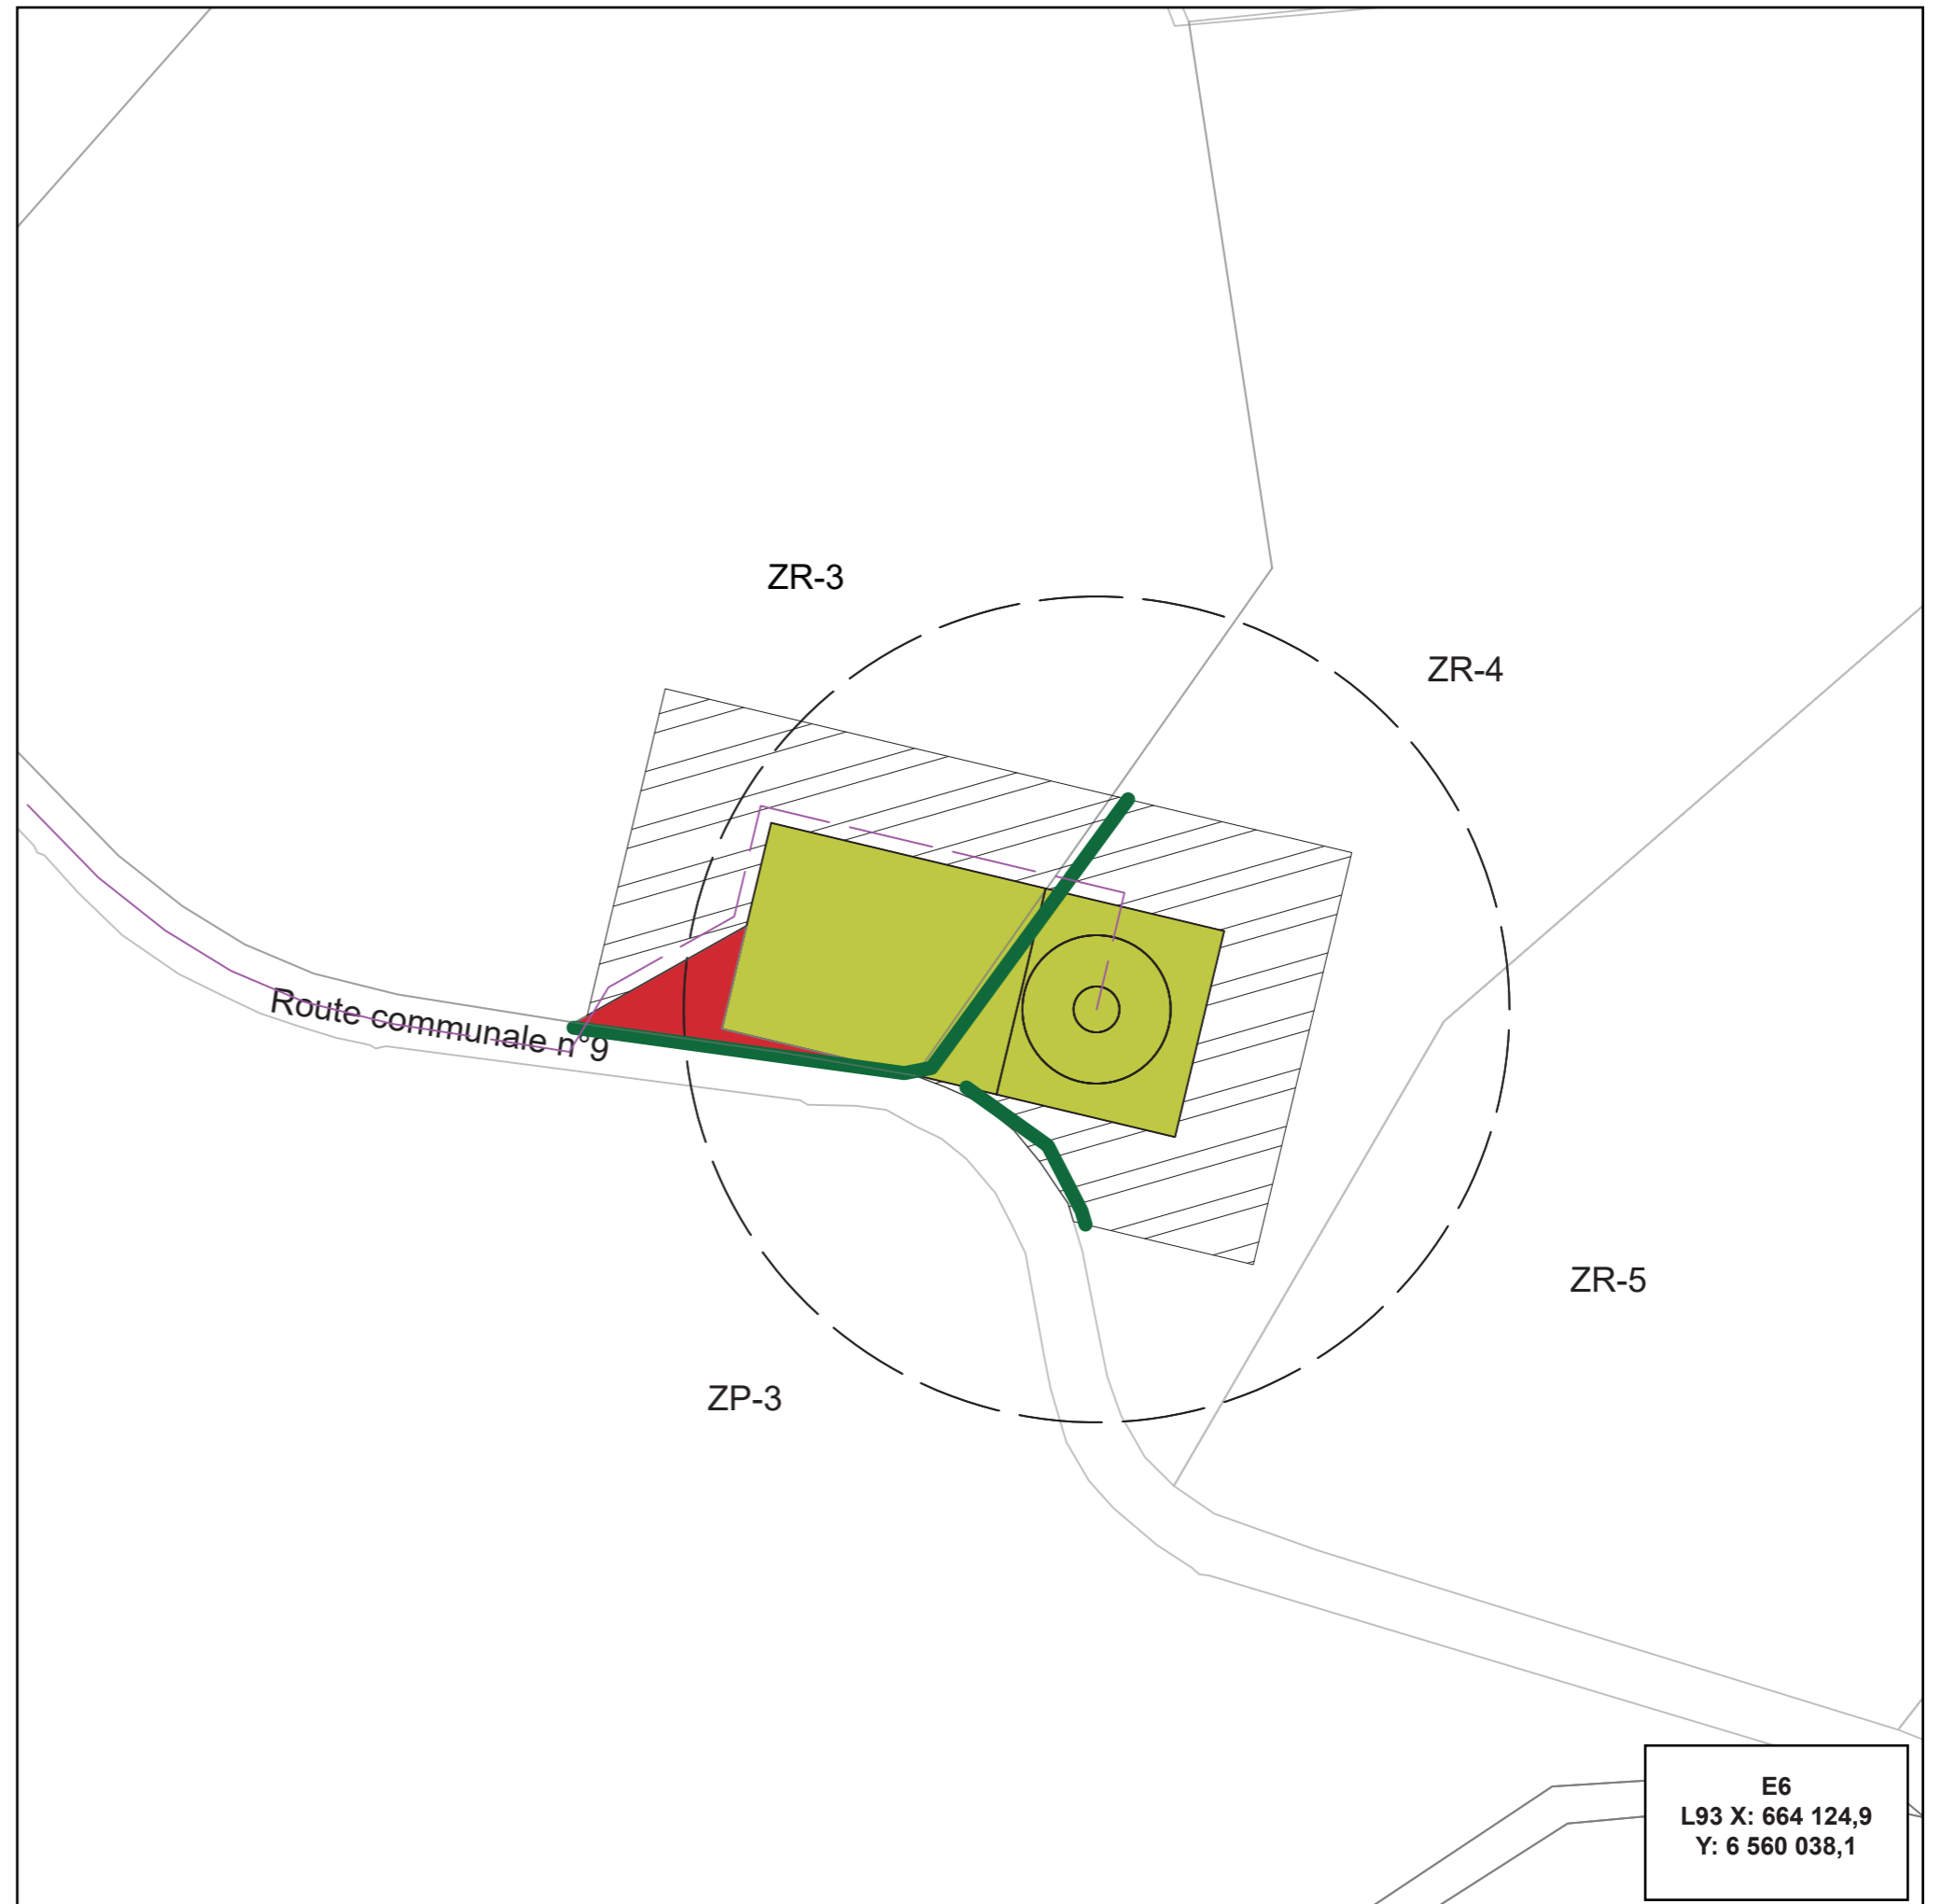 ZR-3
ZR-4
Route communale n°9
ZR-5
ZP-3
E6
L93 X: 664 124,9
Y: 6 560 038,1